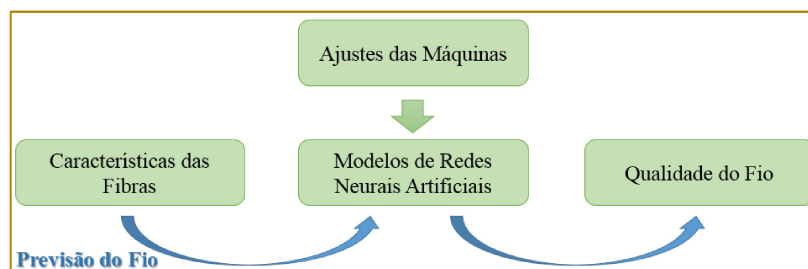 Ajustes das Máquinas
Características das
Fibras
Modelos de Redes
Neurais Artificiais
Qualidade do Fio
Previsão do Fio